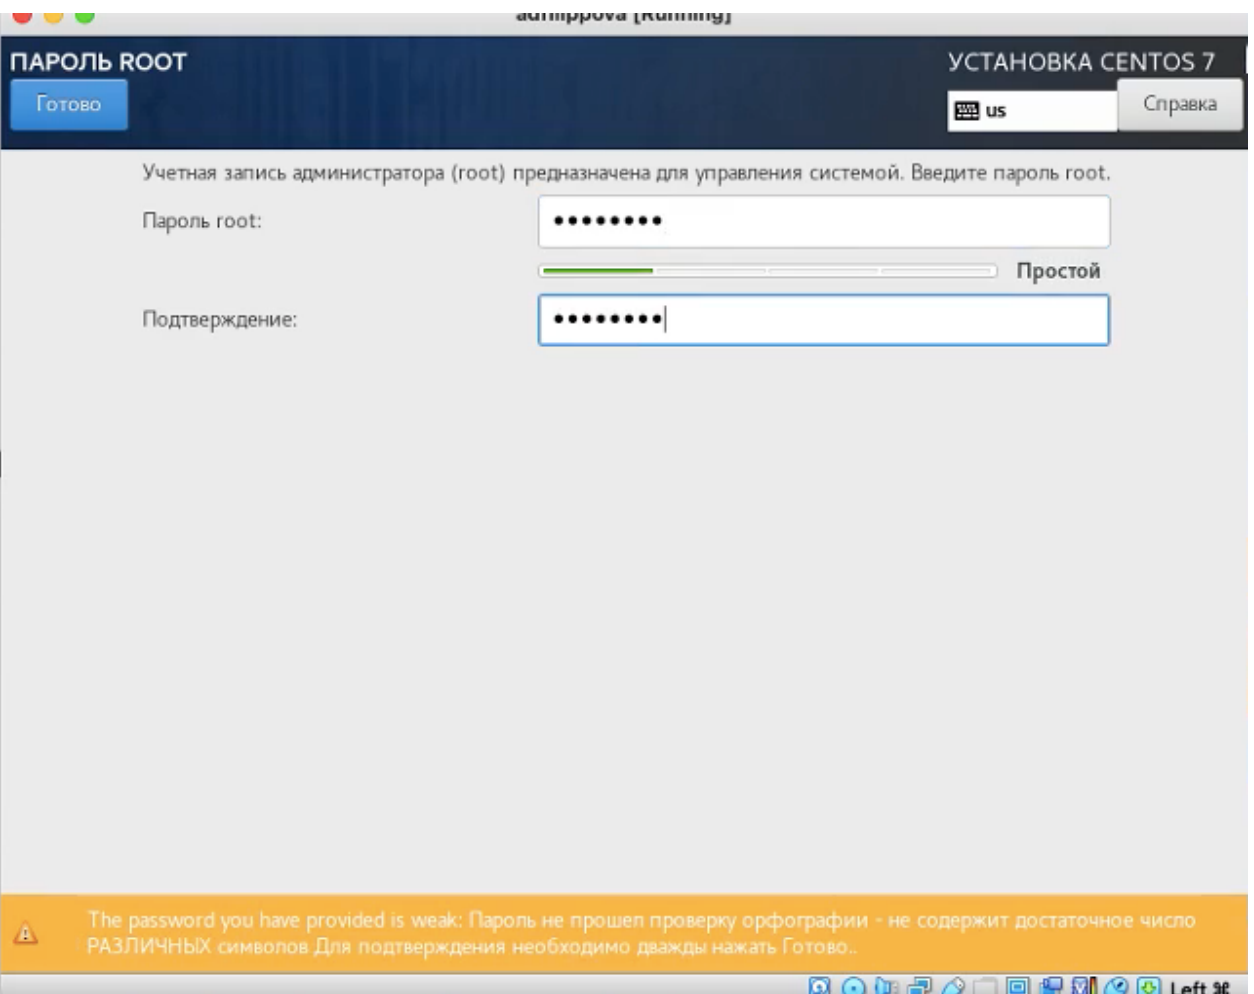 [Running]
ПАРОЛЬ ROOT
УСТАНОВКА CENTOS 7
Готово
us
Справка
Учетная запись администратора (root) предназначена для управления системой. Введите пароль root.
Пароль root:
••••••••
Простой
Подтверждение:
••••••••
The password you have provided is weak: Пароль не прошел проверку орфографии - не содержит достаточное число
РАЗЛИЧНЫХ символов Для подтверждения необходимо дважды нажать Готово..
Left ⌘